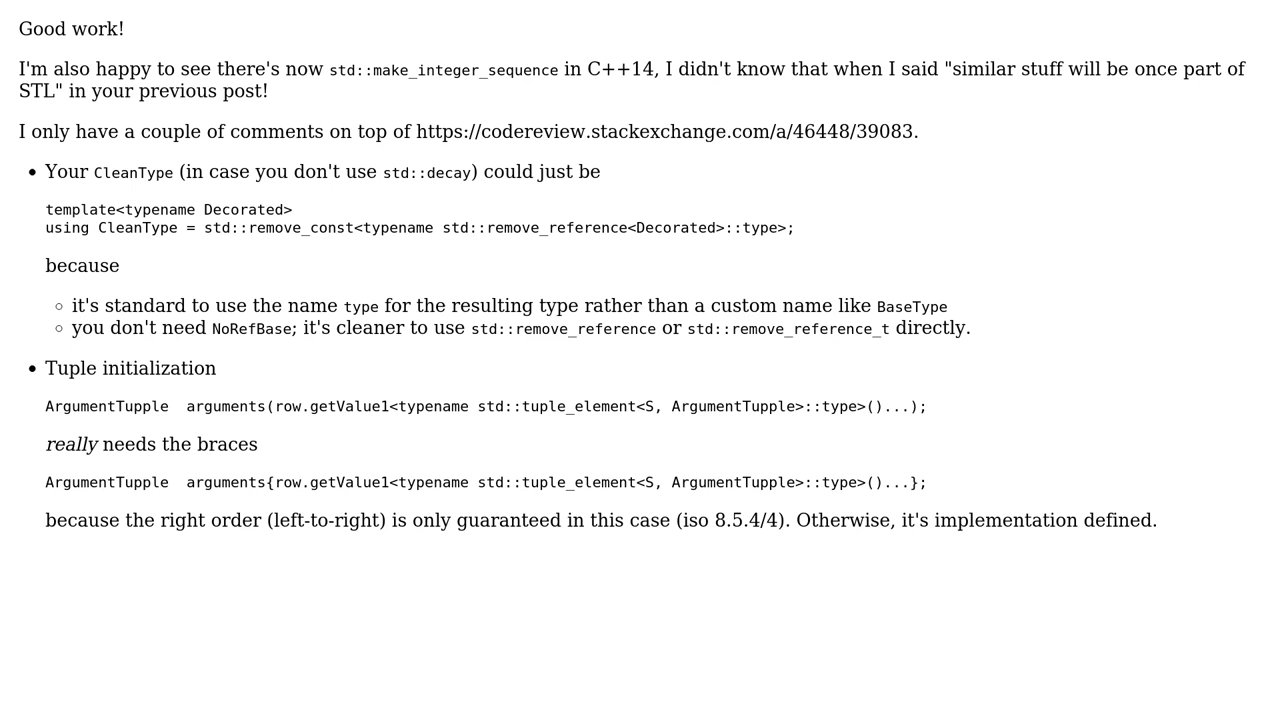 Good work!
I'm also happy to see there's now std::make_integer_sequence in C++14, I didn't know that when I said "similar stuff will be once part of
STL" in your previous post!
I only have a couple of comments on top of https://codereview.stackexchange.com/a/46448/39083.
• Your CleanType (in case you don't use std::decay) could just be
template<typename Decorated>
using CleanType = std::remove_const<typename std::remove_reference<Decorated>::type>;
because
◦ it's standard to use the name type for the resulting type rather than a custom name like BaseType
◦ you don't need NoRefBase; it's cleaner to use std::remove_reference or std::remove_reference_t directly.
• Tuple initialization
ArgumentTupple  arguments(row.getValue1<typename std::tuple_element<S, ArgumentTupple>::type>()...);
really needs the braces
ArgumentTupple  arguments{row.getValue1<typename std::tuple_element<S, ArgumentTupple>::type>()...};
because the right order (left-to-right) is only guaranteed in this case (iso 8.5.4/4). Otherwise, it's implementation defined.